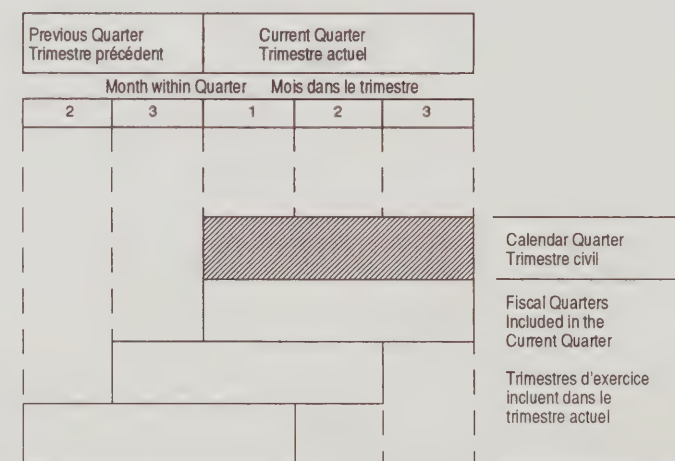 Previous Quarter
Trimestre précédent
Current Quarter
Trimestre actuel
Month within Quarter Mois dans le trimestre
2 3 1 2 3
Calendar Quarter
Trimestre civil
Fiscal Quarters
Included in the
Current Quarter
Trimestres d'exercice
incluent dans le
trimestre actuel